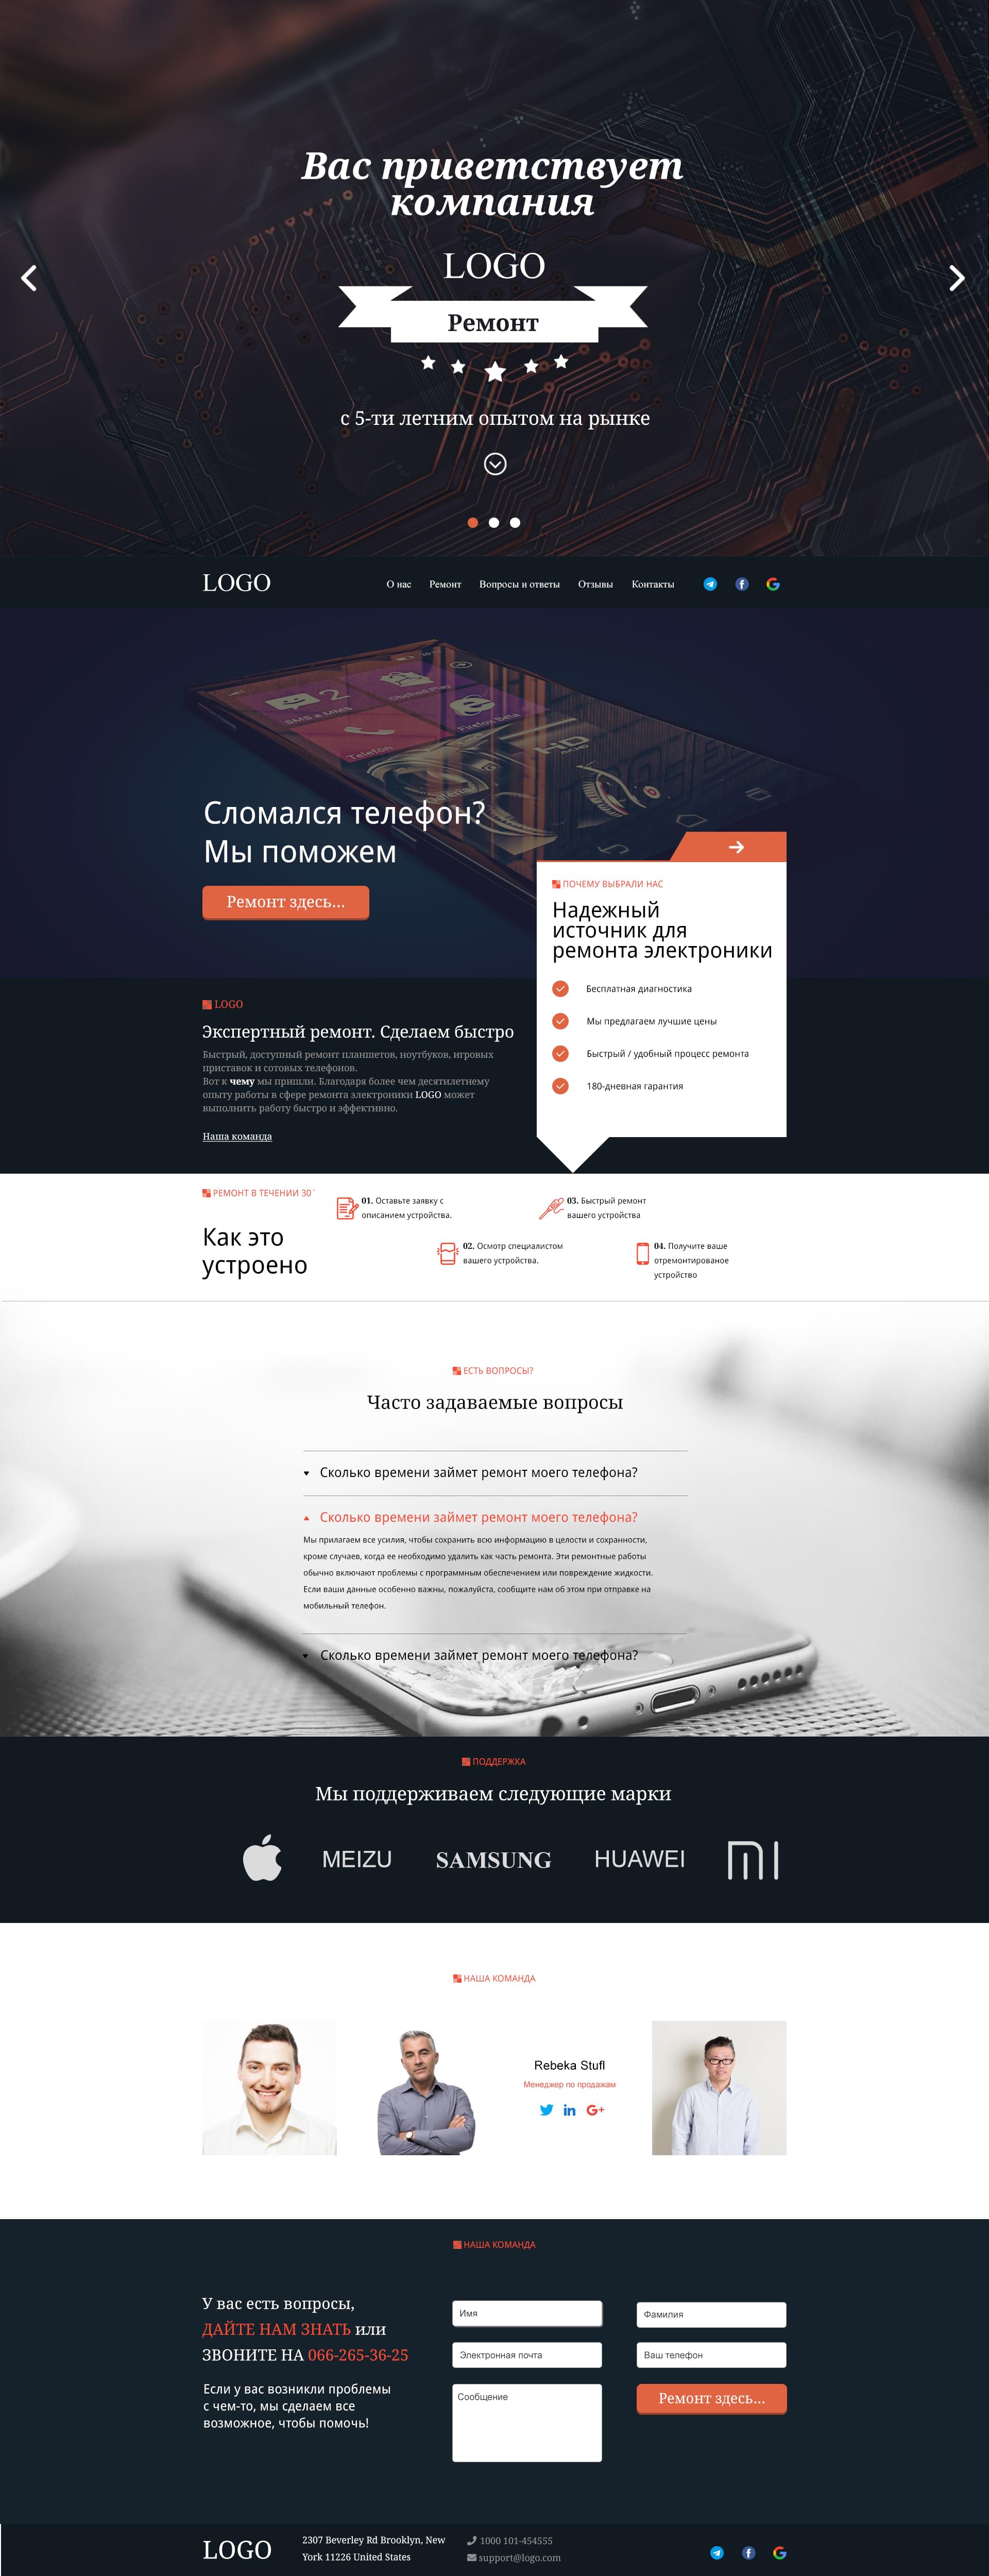 Вас приветствует
компания
LOGO
Ремонт
с 5-ти летним опытом на рынке
LOGO
О нас
Ремонт
Вопросы и ответы
Отзывы
Контакты
2
SMS a MMS
Obchod Play
Telefón
Firefox Beta
HD
Сломался телефон?
Мы поможем
Ремонт здесь...
ПОЧЕМУ ВЫБРАЛИ НАС
Надежный
источник для
ремонта электроники
Бесплатная диагностика
Мы предлагаем лучшие цены
Быстрый / удобный процесс ремонта
180-дневная гарантия
LOGO
Экспертный ремонт. Сделаем быстро
Быстрый, доступный ремонт планшетов, ноутбуков, игровых
приставок и сотовых телефонов.
Вот к чему мы пришли. Благодаря более чем десятилетнему
опыту работы в сфере ремонта электроники LOGO может
выполнить работу быстро и эффективно.
Наша команда
РЕМОНТ В ТЕЧЕНИИ 30`
Как это
устроено
01. Оставьте заявку с
описанием устройства.
02. Осмотр специалистом
вашего устройства.
03. Быстрый ремонт
вашего устройства
04. Получите ваше
отремонтированое
устройство
ЕСТЬ ВОПРОСЫ?
Часто задаваемые вопросы
Сколько времени займет ремонт моего телефона?
Сколько времени займет ремонт моего телефона?
Мы прилагаем все усилия, чтобы сохранить всю информацию в целости и сохранности,
кроме случаев, когда ее необходимо удалить как часть ремонта. Эти ремонтные работы
обычно включают проблемы с программным обеспечением или повреждение жидкости.
Если ваши данные особенно важны, пожалуйста, сообщите нам об этом при отправке на
мобильный телефон.
Сколько времени займет ремонт моего телефона?
ПОДДЕРЖКА
Мы поддерживаем следующие марки
MEIZU
SAMSUNG
HUAWEI
MI
НАША КОМАНДА
Rebeka Stufl
Менеджер по продажам
НАША КОМАНДА
У вас есть вопросы,
ДАЙТЕ НАМ ЗНАТЬ или
ЗВОНИТЕ НА 066-265-36-25
Если у вас возникли проблемы
с чем-то, мы сделаем все
возможное, чтобы помочь!
Имя
Фамилия
Электронная почта
Ваш телефон
Сообщение
Ремонт здесь...
LOGO
2307 Beverley Rd Brooklyn, New
York 11226 United States
1000 101-454555
support@logo.com